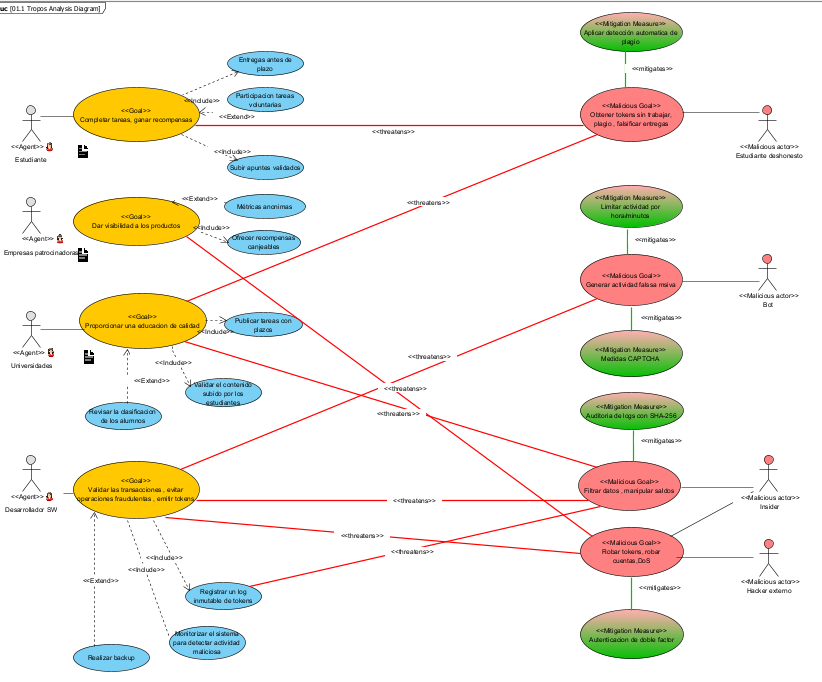 uc [01.1 Tropos Analysis Diagram]
<<Mitigation Measure>>
Aplicar detección automatica de
plagio
<<mitigates>>
Entregas antes de
plazo
<<Include>>
<<Goal>>
Completar tareas, ganar recompensas
Participacion tareas
voluntarias
<<Extend>>
<<Include>>
Subir apuntes validados
<<Agent>>
Estudiante
<<threatens>>
<<Malicious Goal>>
Obtener tokens sin trabajar,
plagio , falsificar entregas
<<Malicious actor>>
Estudiante deshonesto
<<Extend>>
Métricas anonimas
<<Goal>>
Dar visibilidad a los productos
<<Include>>
Ofrecer recompensas
canjeables
<<Agent>>
Empresas patrocinadoras
<<threatens>>
<<Mitigation Measure>>
Limitar actividad por
hora/minutos
<<mitigates>>
<<Malicious Goal>>
Generar actividad falssa msiva
<<Malicious actor>>
Bot
<<mitigates>>
<<Mitigation Measure>>
Medidas CAPTCHA
<<Goal>>
Proporcionar una educacion de calidad
<<Include>>
Publicar tareas con
plazos
<<Agent>>
Universidades
<<Include>>
<<Extend>>
Validar el contenido
subido por los
estudiantes
Revisar la clasificacion
de los alumnos
<<threatens>>
<<threatens>>
<<threatens>>
<<Mitigation Measure>>
Auditoria de logs con SHA-256
<<mitigates>>
<<Goal>>
Validar las transacciones , evitar
operaciones fraudulentas , emitir tokens
<<Agent>>
Desarrollador SW
<<threatens>>
<<Malicious Goal>>
Filtrar datos , manipular saldos
<<Malicious actor>>
Insider
<<threatens>>
<<threatens>>
<<Malicious Goal>>
Robar tokens, robar
cuentas,DoS
<<Malicious actor>>
Hacker externo
<<Include>>
<<Include>>
<<Extend>>
Registrar un log
inmutable de tokens
Monitorizar el sistema
para detectar actividad
maliciosa
Realizar backup
<<mitigates>>
<<Mitigation Measure>>
Autenticacion de doble factor